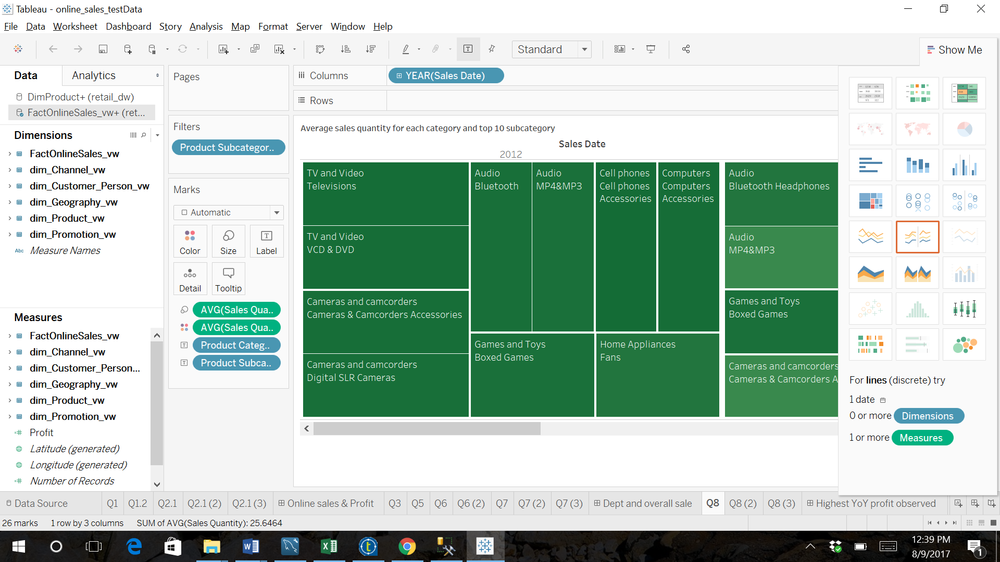 Tableau - online_sales_testData
File Data Worksheet Dashboard Story Analysis Map Format Server Window Help
Standard
Show Me
Data Analytics
DimProduct+ (retail_dw)
FactOnlineSales_vw+ (ret...
Dimensions
FactOnlineSales_vw
dim_Channel_vw
dim_Customer_Person_vw
dim_Geography_vw
dim_Product_vw
dim_Promotion_vw
Abc Measure Names
Measures
FactOnlineSales_vw
dim_Channel_vw
dim_Customer_Person...
dim_Geography_vw
dim_Product_vw
dim_Promotion_vw
Profit
Latitude (generated)
Longitude (generated)
Number of Records
Pages
Filters
Product Subcategor..
Marks
Automatic
Color Size Label
Detail Tooltip
AVG(Sales Qua..
AVG(Sales Qua..
Product Categ..
Product Subca..
Columns YEAR(Sales Date)
Rows
Average sales quantity for each category and top 10 subcategory
Sales Date
2012
TV and Video
Televisions
TV and Video
VCD & DVD
Cameras and camcorders
Cameras & Camcorders Accessories
Cameras and camcorders
Digital SLR Cameras
Audio
Bluetooth
Audio
MP4&MP3
Cell phones
Cell phones
Accessories
Computers
Computers
Accessories
Games and Toys
Boxed Games
Home Appliances
Fans
Audio
Bluetooth Headphones
Audio
MP4&MP3
Games and Toys
Boxed Games
Cameras and camcorders
Cameras & Camcorders A
For lines (discrete) try
1 date
0 or more Dimensions
1 or more Measures
Data Source Q1 Q1.2 Q2.1 Q2.1 (2) Q2.1 (3) Online sales & Profit Q3 Q5 Q6 Q6 (2) Q7 Q7 (2) Q7 (3) Dept and overall sale Q8 Q8 (2) Q8 (3) Highest YoY profit observed
26 marks 1 row by 3 columns SUM of AVG(Sales Quantity): 25.6464
12:39 PM
8/9/2017
1